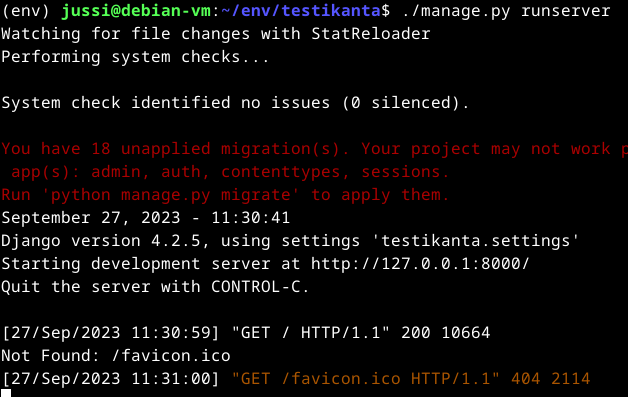 (env) jussi@debian-vm:~/env/testikanta$ ./manage.py runserver
Watching for file changes with StatReloader
Performing system checks...
System check identified no issues (0 silenced).
You have 18 unapplied migration(s). Your project may not work
app(s): admin, auth, contenttypes, sessions.
Run 'python manage.py migrate' to apply them.
September 27, 2023 - 11:30:41
Django version 4.2.5, using settings 'testikanta.settings'
Starting development server at http://127.0.0.1:8000/
Quit the server with CONTROL-C.
[27/Sep/2023 11:30:59] "GET / HTTP/1.1" 200 10664
Not Found: /favicon.ico
[27/Sep/2023 11:31:00] "GET /favicon.ico HTTP/1.1" 404 2114